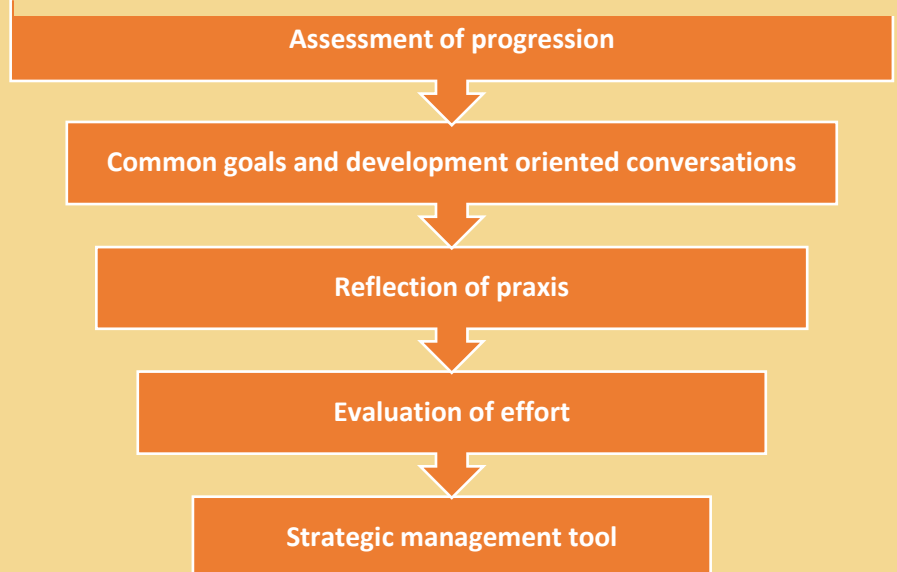 Assessment of progression
Common goals and development oriented conversations
Reflection of praxis
Evaluation of effort
Strategic management tool